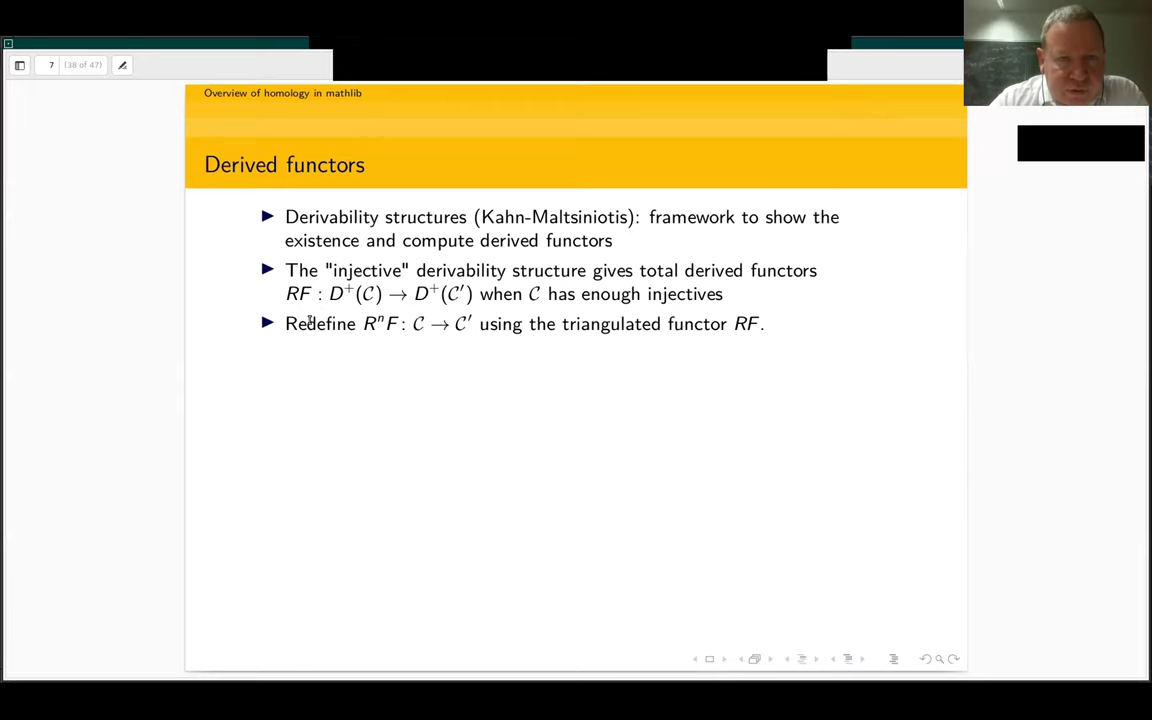 7 (38 of 47)
Overview of homology in mathlib
Derived functors
▶ Derivability structures (Kahn-Maltsiniotis): framework to show the
existence and compute derived functors
▶ The "injective" derivability structure gives total derived functors
RF : D⁺(𝒞) → D⁺(𝒞′) when 𝒞 has enough injectives
▶ Redefine RⁿF : 𝒞 → 𝒞′ using the triangulated functor RF.